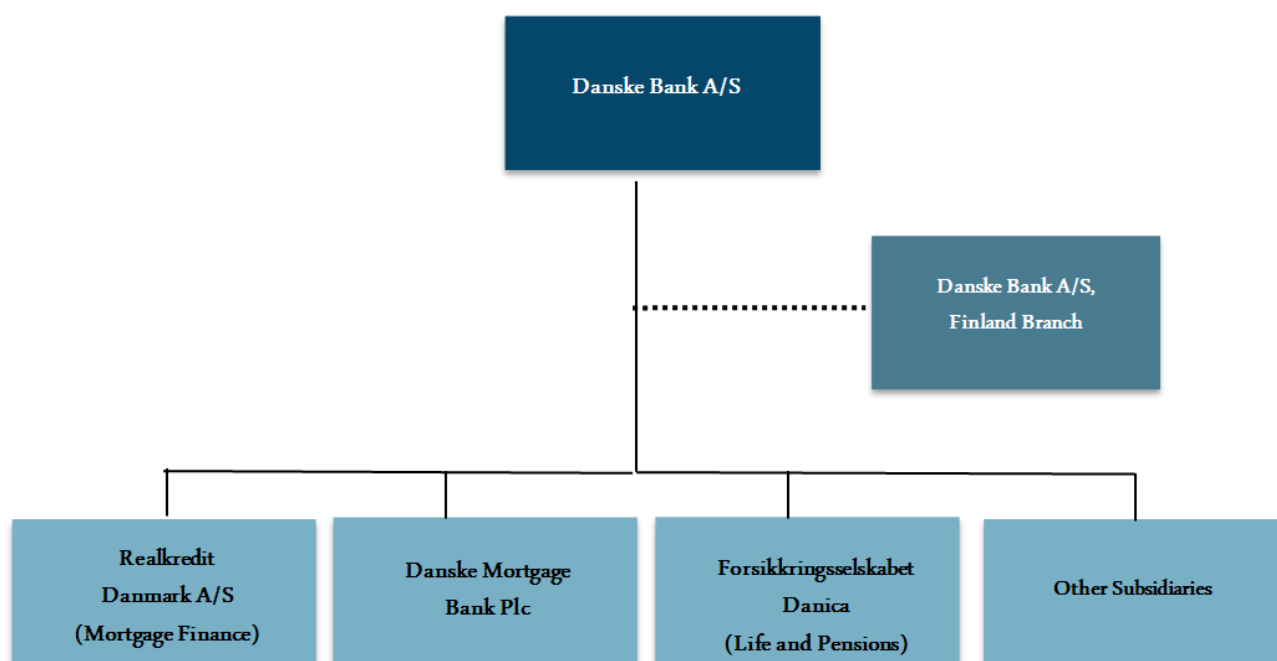 Danske Bank A/S
Danske Bank A/S,
Finland Branch
Realkredit
Danmark A/S
(Mortgage Finance)
Danske Mortgage
Bank Plc
Forsikkringsselskabet
Danica
(Life and Pensions)
Other Subsidiaries